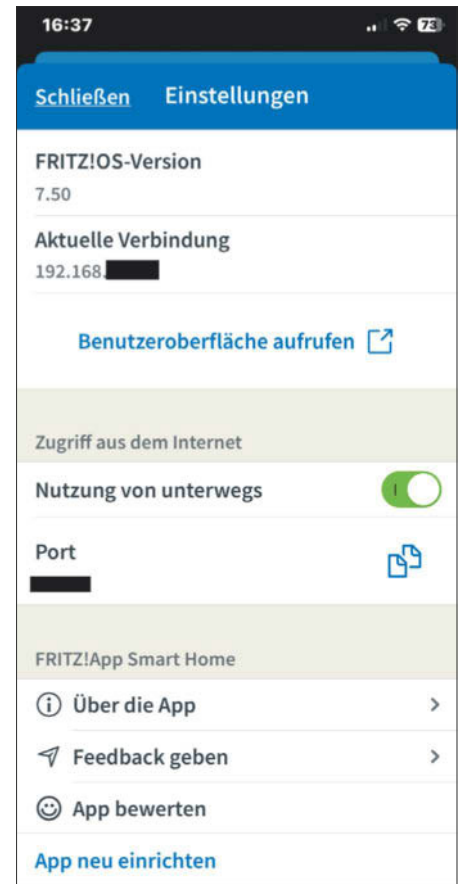 16:37
73
Schließen Einstellungen
FRITZ!OS-Version
7.50
Aktuelle Verbindung
192.168.
Benutzeroberfläche aufrufen
Zugriff aus dem Internet
Nutzung von unterwegs
Port
FRITZ!App Smart Home
Über die App
Feedback geben
App bewerten
App neu einrichten